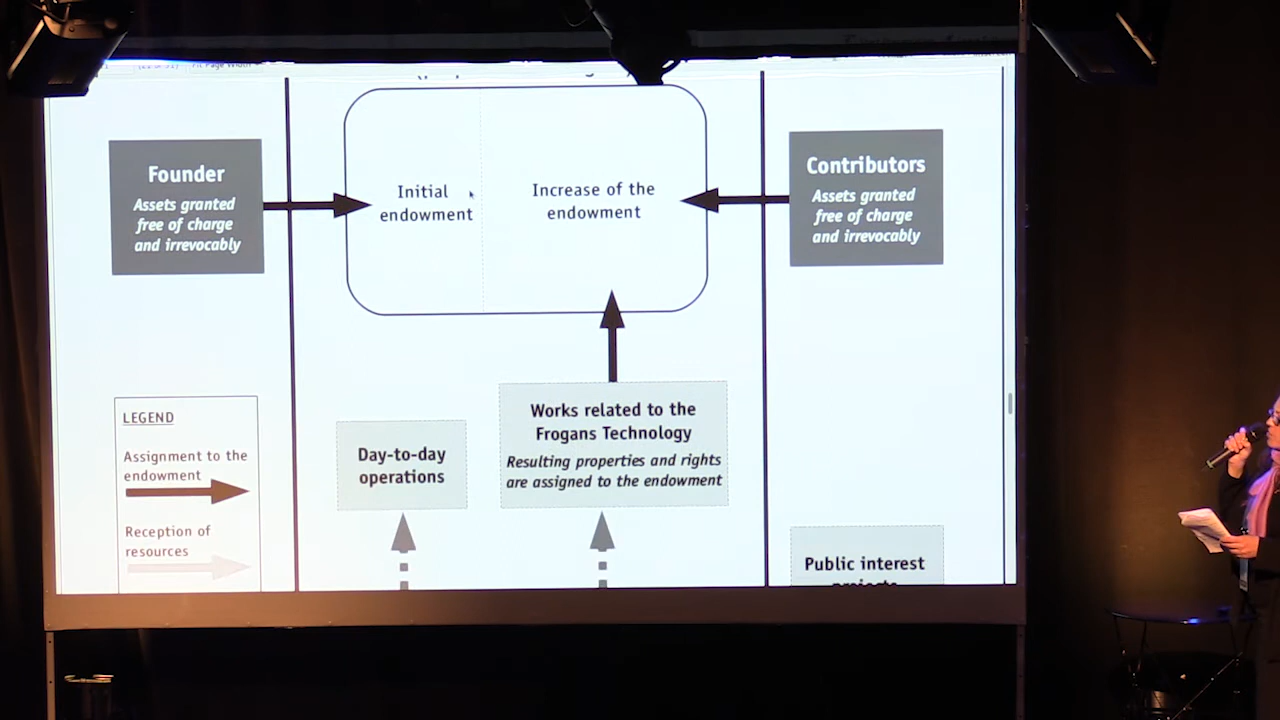 Founder
Assets granted
free of charge
and irrevocably
Initial
endowment
Increase of the
endowment
Contributors
Assets granted
free of charge
and irrevocably
LEGEND
Assignment to the
endowment
Reception of
resources
Day-to-day
operations
Works related to the
Frogans Technology
Resulting properties and rights
are assigned to the endowment
Public interest
projects